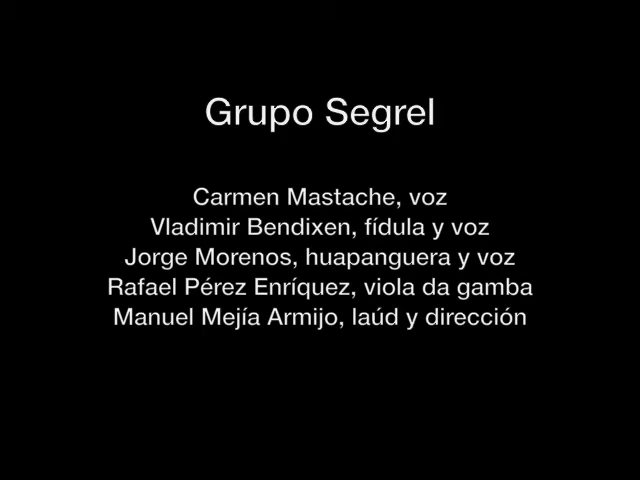 Grupo Segrel
Carmen Mastache, voz
Vladimir Bendixen, fídula y voz
Jorge Morenos, huapanguera y voz
Rafael Pérez Enríquez, viola da gamba
Manuel Mejía Armijo, laúd y dirección